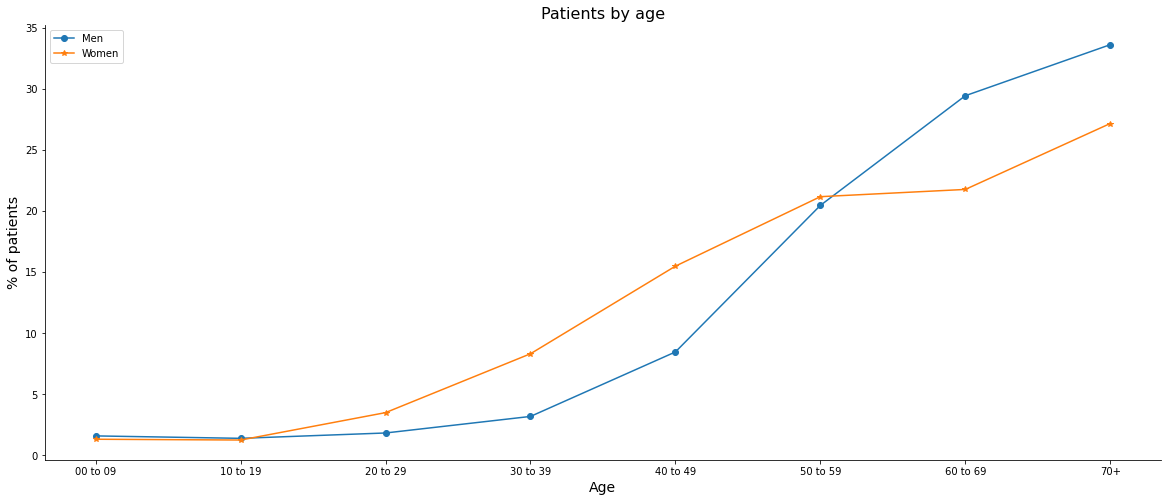 Patients by age
Men
Women
% of patients
35
30
25
20
15
10
5
0
00 to 09 10 to 19 20 to 29 30 to 39 40 to 49 50 to 59 60 to 69 70+
Age